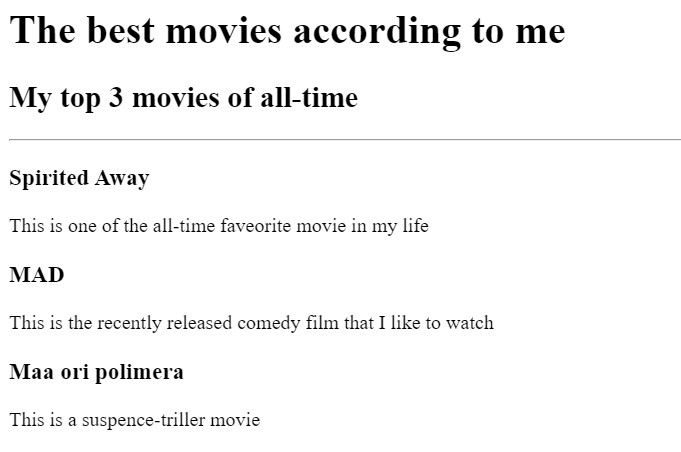 The best movies according to me
My top 3 movies of all-time
Spirited Away
This is one of the all-time faveorite movie in my life
MAD
This is the recently released comedy film that I like to watch
Maa ori polimera
This is a suspence-triller movie